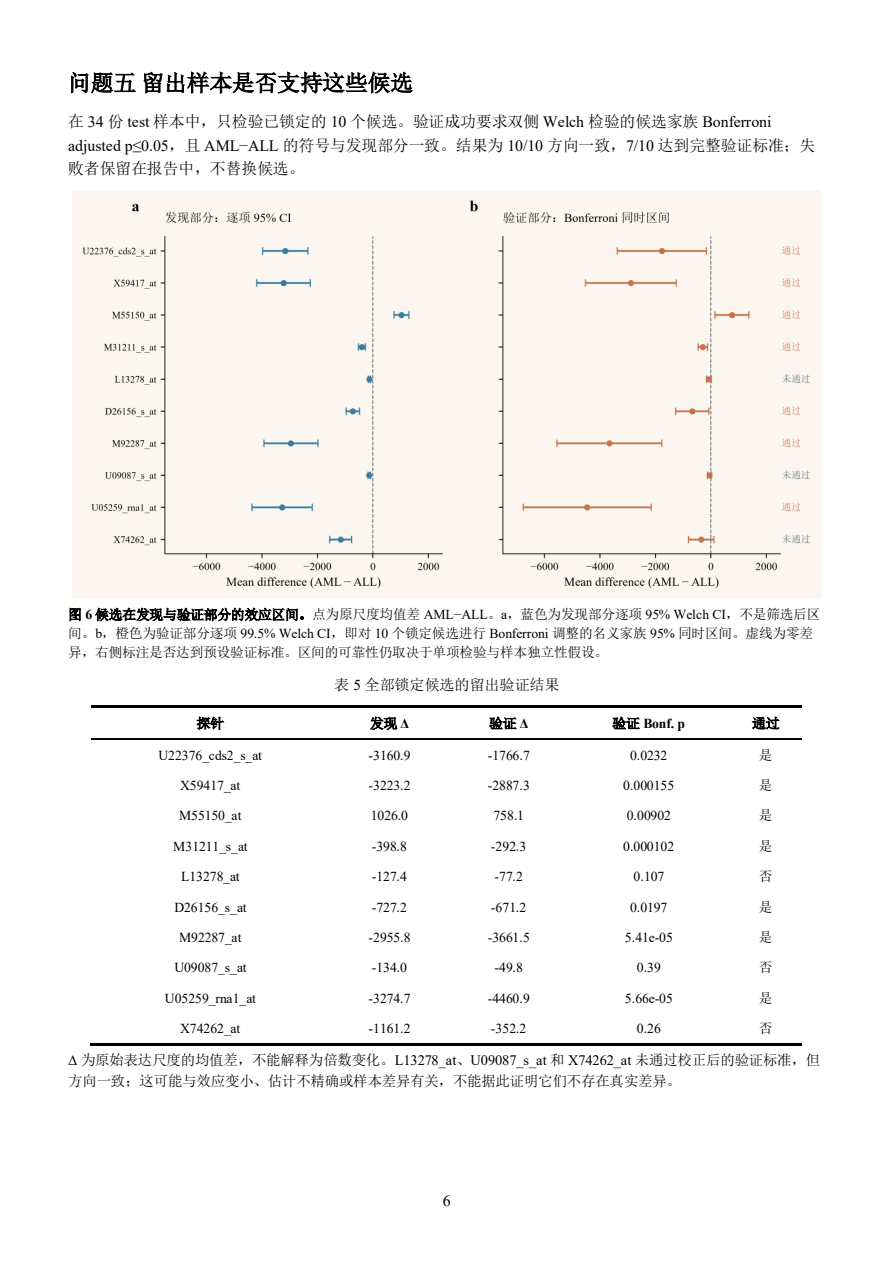 问题五 留出样本是否支持这些候选
在 34 份 test 样本中，只检验已锁定的 10 个候选。验证成功要求双侧 Welch 检验的候选家族 Bonferroni
adjusted p≤0.05，且 AML−ALL 的符号与发现部分一致。结果为 10/10 方向一致，7/10 达到完整验证标准；失
败者保留在报告中，不替换候选。
a
发现部分：逐项 95% CI
b
验证部分：Bonferroni 同时区间
U22376_cds2_s_at
通过
X59417_at
通过
M55150_at
通过
M31211_s_at
通过
L13278_at
未通过
D26156_s_at
通过
M92287_at
通过
U09087_s_at
未通过
U05259_rna1_at
通过
X74262_at
未通过
−6000 −4000 −2000 0 2000
−6000 −4000 −2000 0 2000
Mean difference (AML − ALL)
Mean difference (AML − ALL)
图 6 候选在发现与验证部分的效应区间。点为原尺度均值差 AML−ALL。a，蓝色为发现部分逐项 95% Welch CI，不是筛选后区
间。b，橙色为验证部分逐项 99.5% Welch CI，即对 10 个锁定候选进行 Bonferroni 调整的名义家族 95% 同时区间。虚线为零差
异，右侧标注是否达到预设验证标准。区间的可靠性仍取决于单项检验与样本独立性假设。
表 5 全部锁定候选的留出验证结果
探针 发现 Δ 验证 Δ 验证 Bonf. p 通过
U22376_cds2_s_at -3160.9 -1766.7 0.0232 是
X59417_at -3223.2 -2887.3 0.000155 是
M55150_at 1026.0 758.1 0.00902 是
M31211_s_at -398.8 -292.3 0.000102 是
L13278_at -127.4 -77.2 0.107 否
D26156_s_at -727.2 -671.2 0.0197 是
M92287_at -2955.8 -3661.5 5.41e-05 是
U09087_s_at -134.0 -49.8 0.39 否
U05259_rna1_at -3274.7 -4460.9 5.66e-05 是
X74262_at -1161.2 -352.2 0.26 否
Δ 为原始表达尺度的均值差，不能解释为倍数变化。L13278_at、U09087_s_at 和 X74262_at 未通过校正后的验证标准，但
方向一致；这可能与效应变小、估计不精确或样本差异有关，不能据此证明它们不存在真实差异。
6